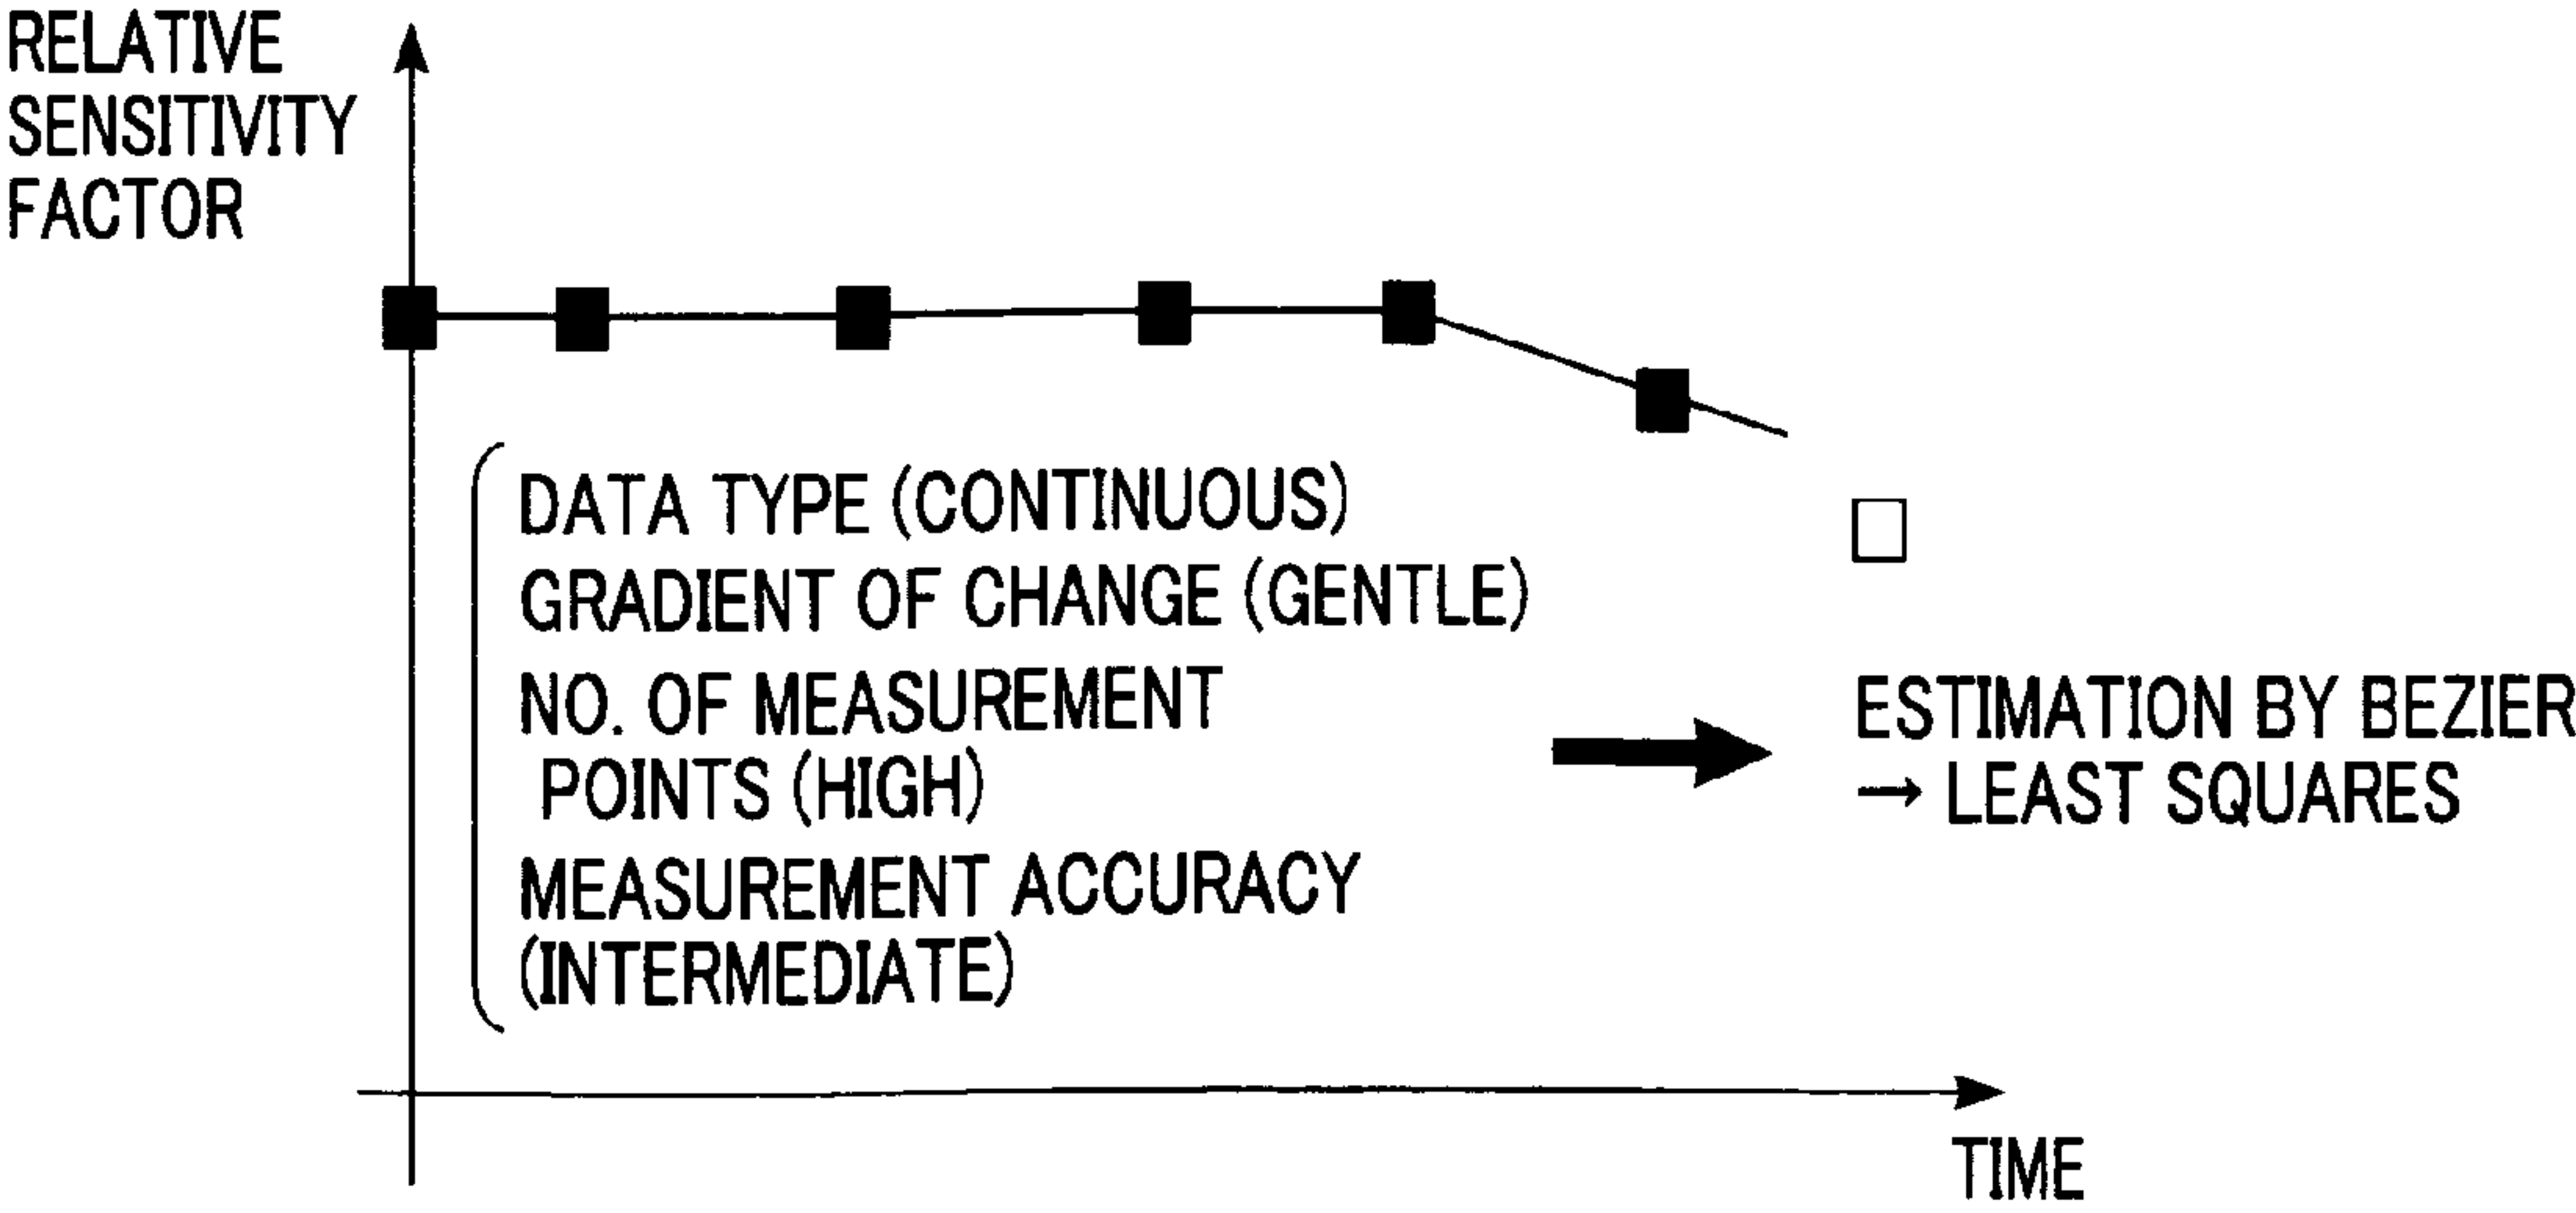 RELATIVE
SENSITIVITY
FACTOR
DATA TYPE (CONTINUOUS)
GRADIENT OF CHANGE (GENTLE)
NO. OF MEASUREMENT
POINTS (HIGH)
MEASUREMENT ACCURACY
(INTERMEDIATE)
ESTIMATION BY BEZIER
→ LEAST SQUARES
TIME